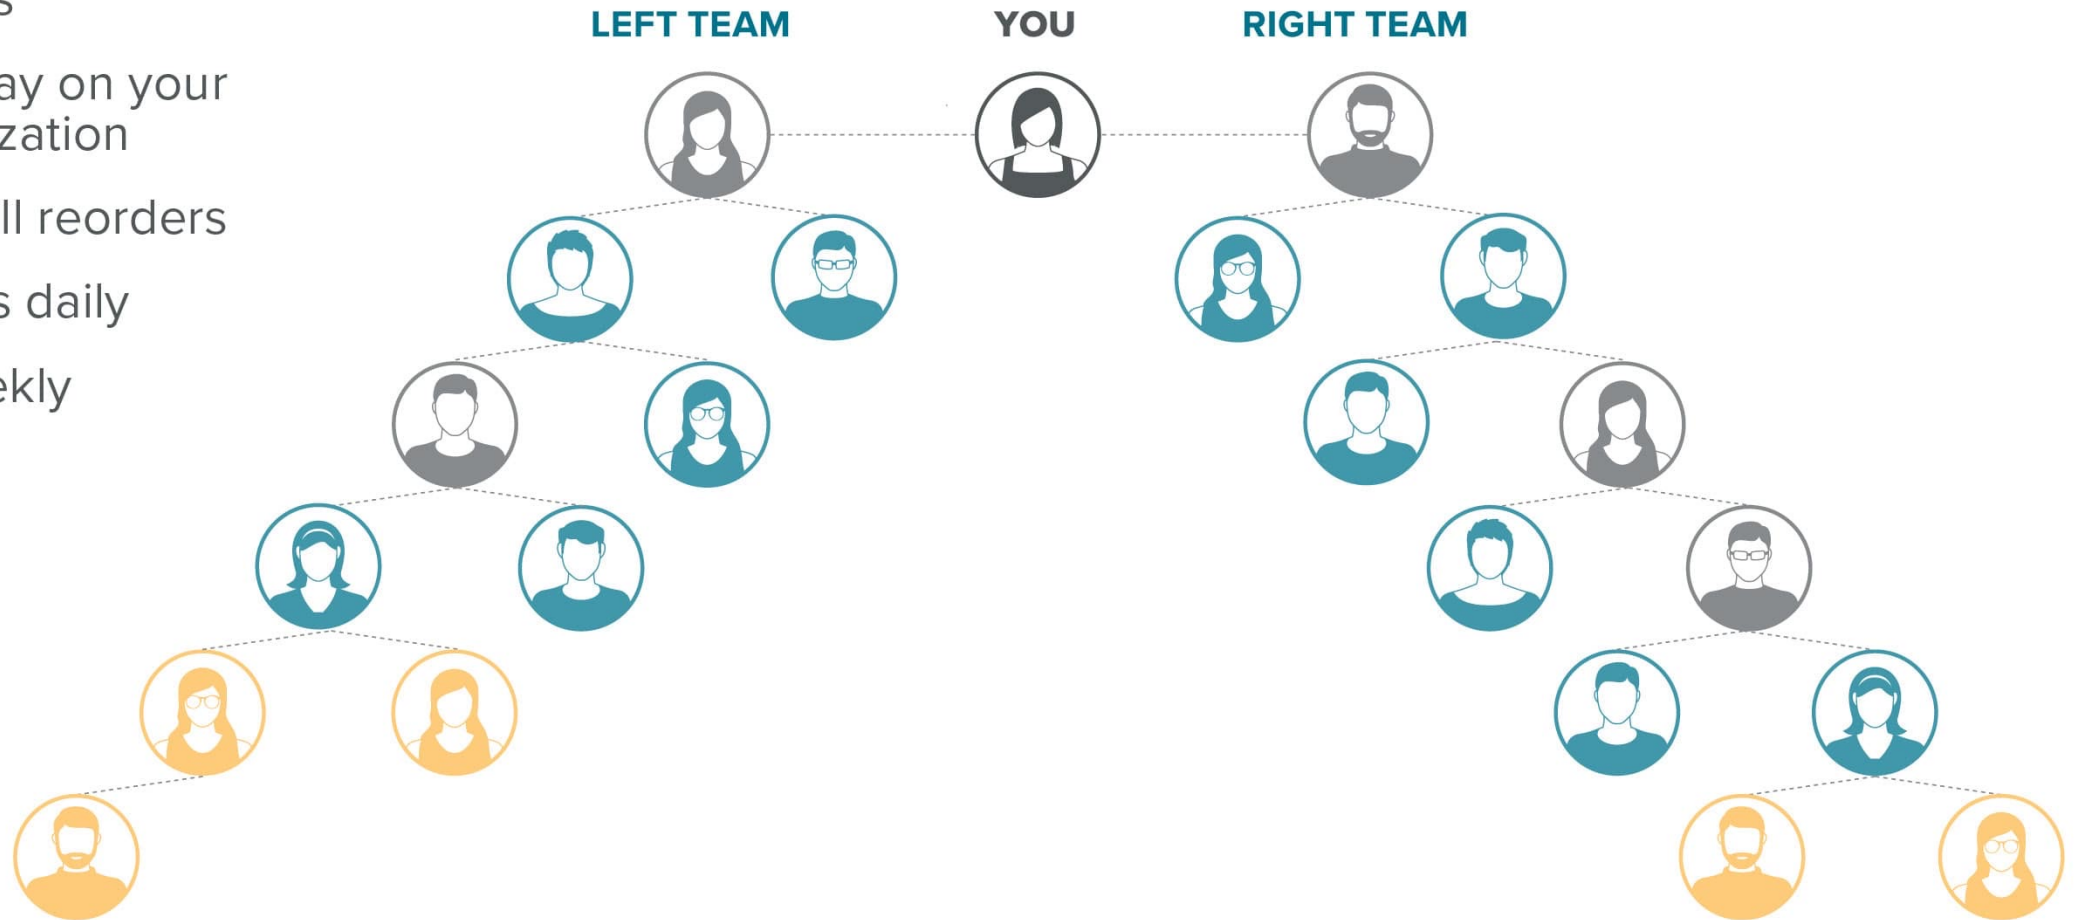 LEFT TEAM YOU RIGHT TEAM
s
ay on your
zation
ll reorders
s daily
ekly